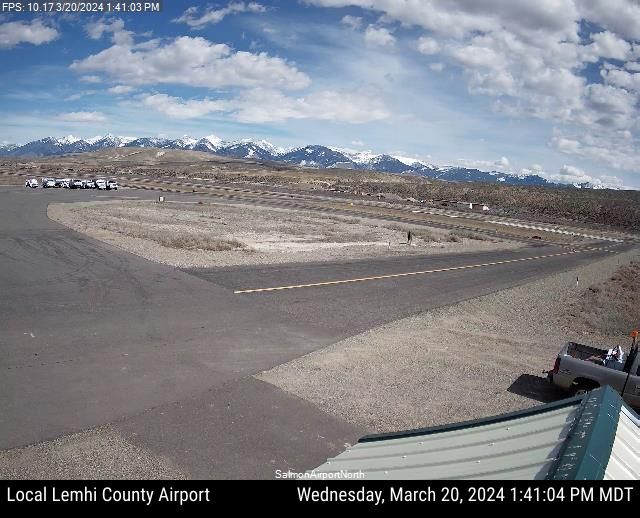 FPS: 10.17 3/20/2024 1:41:03 PM
SalmonAirportNorth
Local Lemhi County Airport Wednesday, March 20, 2024 1:41:04 PM MDT